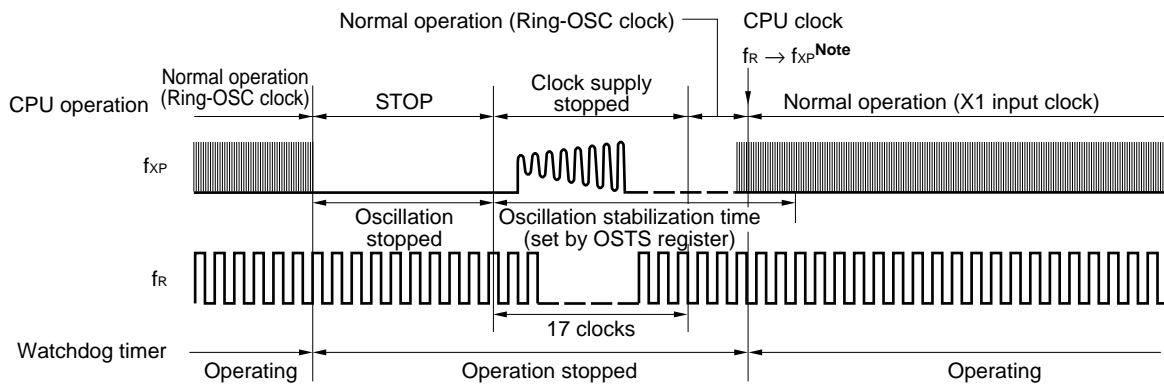 Normal operation (Ring-OSC clock)
CPU clock
fR → fXPNote
Normal operation
(Ring-OSC clock)
CPU operation
STOP
Clock supply
stopped
Normal operation (X1 input clock)
fXP
Oscillation
stopped
Oscillation stabilization time
(set by OSTS register)
fR
17 clocks
Watchdog timer
Operating
Operation stopped
Operating